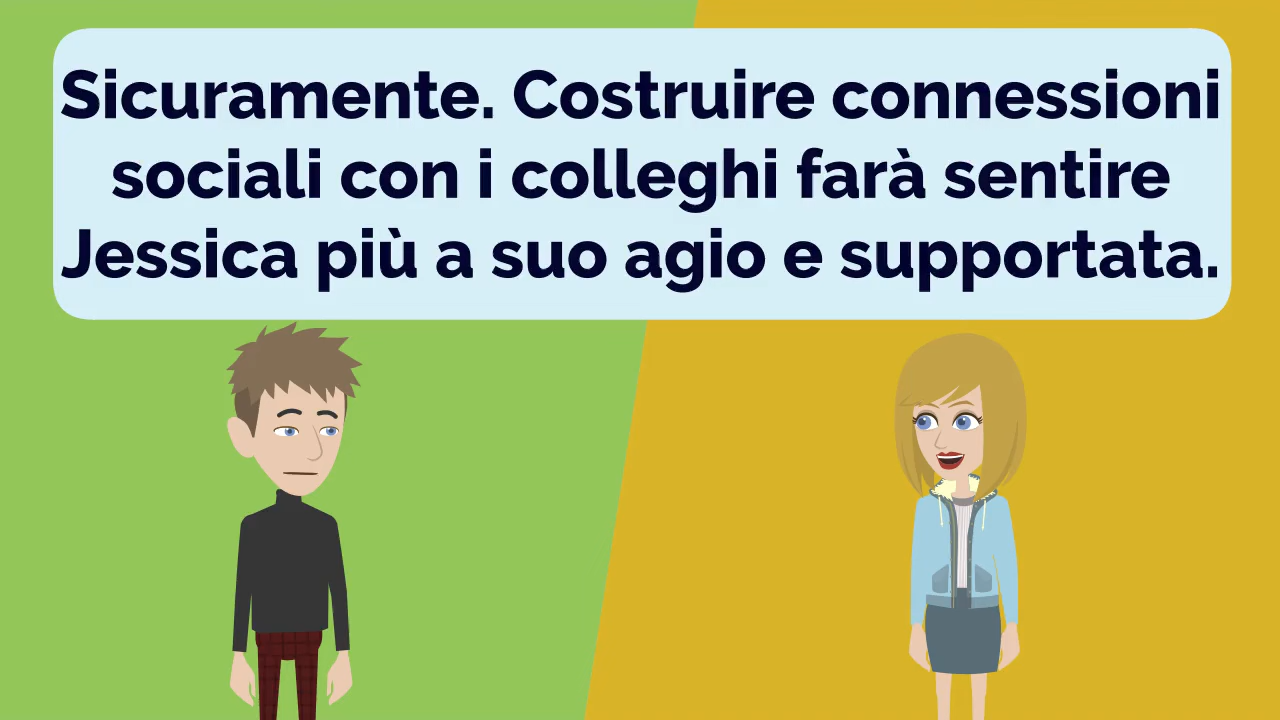 Sicuramente. Costruire connessioni
sociali con i colleghi farà sentire
Jessica più a suo agio e supportata.